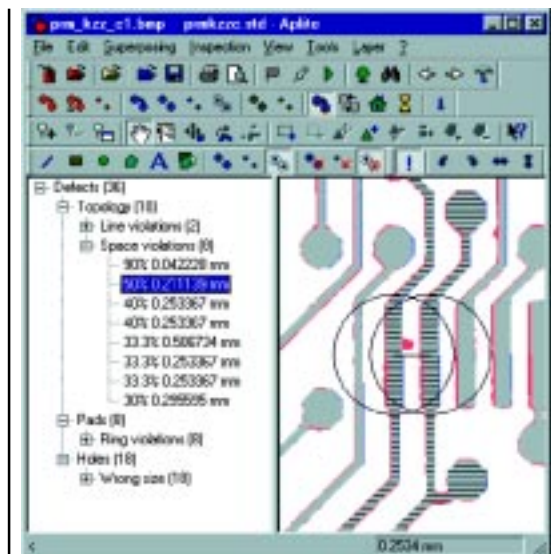 prm_kzz_c1.bmp prmkzzc.std - Aplite
File Edit Superposing Inspection View Tools Layer ?
Defects (36)
Topology (10)
Line violations (2)
Space violations (8)
90% 0.042228 mm
50% 0.211139 mm
40% 0.253367 mm
40% 0.253367 mm
33.3% 0.506734 mm
33.3% 0.253367 mm
33.3% 0.253367 mm
30% 0.295595 mm
Pads (8)
Ring violations (8)
Holes (18)
Wrong size (18)
0.2534 mm